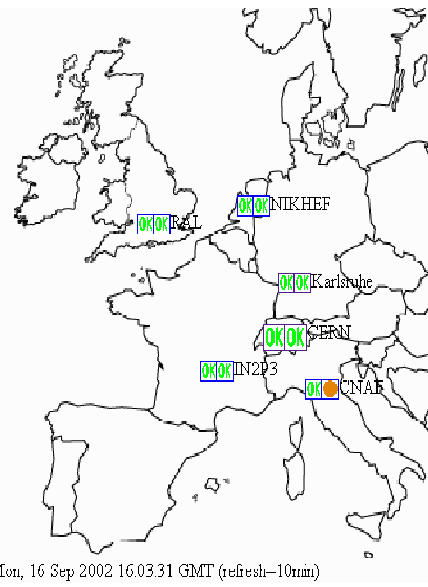 OK OK NIKHEF
OK OK RAL
OK OK Karlsruhe
OK OK CERN
OK OK IN2P3
OK CNAF
Mon, 16 Sep 2002 16.03.31 GMT (refresh=10min)